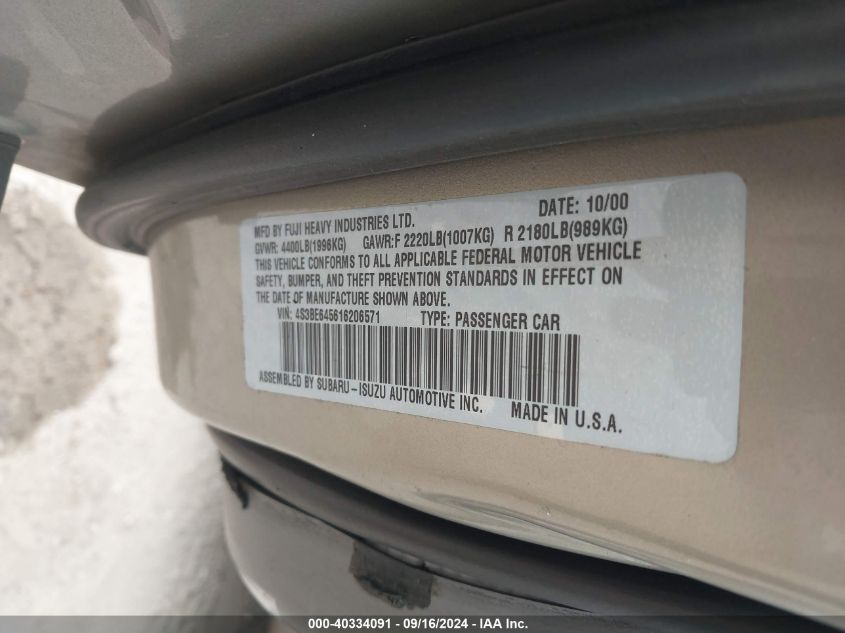 MFD BY FUJI HEAVY INDUSTRIES LTD. DATE: 10/00
GVWR: 4400LB(1996KG) GAWR:F 2220LB(1007KG) R 2180LB(989KG)
THIS VEHICLE CONFORMS TO ALL APPLICABLE FEDERAL MOTOR VEHICLE
SAFETY, BUMPER, AND THEFT PREVENTION STANDARDS IN EFFECT ON
THE DATE OF MANUFACTURE SHOWN ABOVE.
VIN: 4S3BE645616206571 TYPE: PASSENGER CAR
ASSEMBLED BY SUBARU-ISUZU AUTOMOTIVE INC. MADE IN U.S.A.
000-40334091 - 09/16/2024 - IAA Inc.